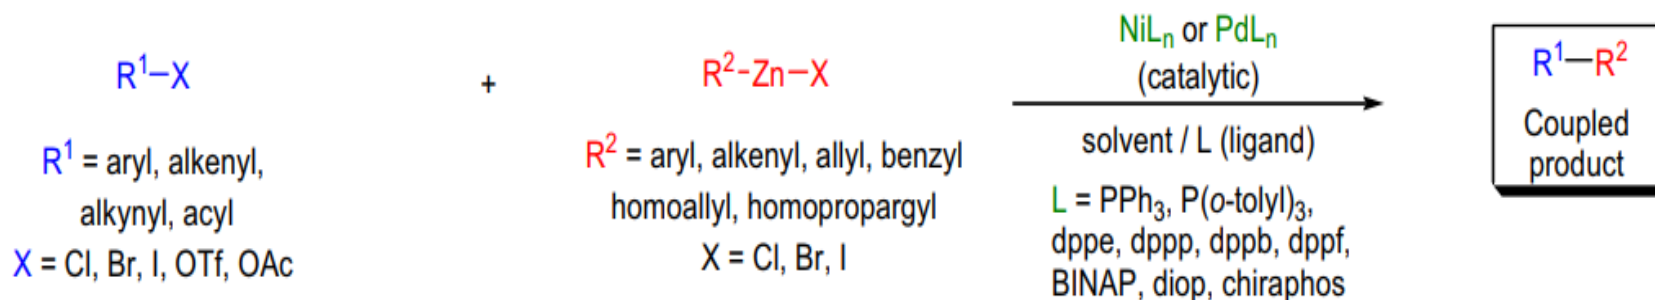 R¹–X
R¹ = aryl, alkenyl,
alkynyl, acyl
X = Cl, Br, I, OTf, OAc
+
R²-Zn–X
R² = aryl, alkenyl, allyl, benzyl
homoallyl, homopropargyl
X = Cl, Br, I
NiLₙ or PdLₙ
(catalytic)
solvent / L (ligand)
L = PPh₃, P(o-tolyl)₃,
dppe, dppp, dppb, dppf,
BINAP, diop, chiraphos
R¹—R²
Coupled
product